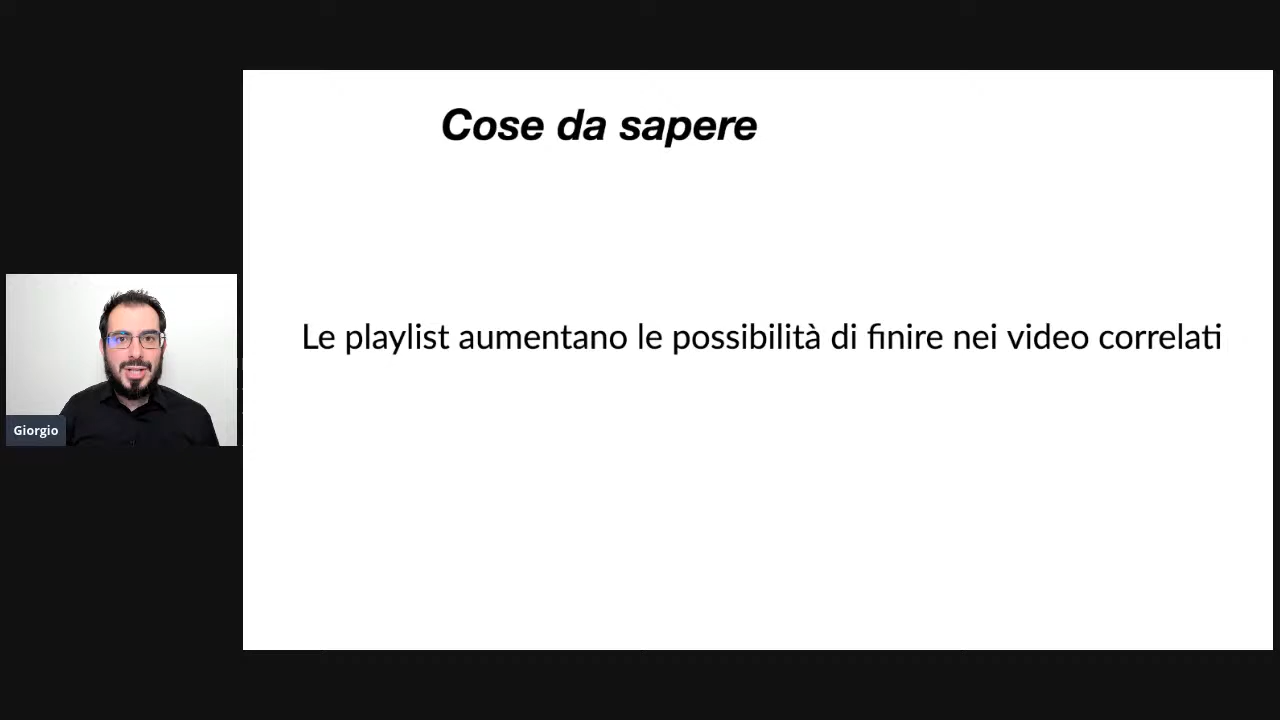 Cose da sapere
Le playlist aumentano le possibilità di finire nei video correlati
Giorgio